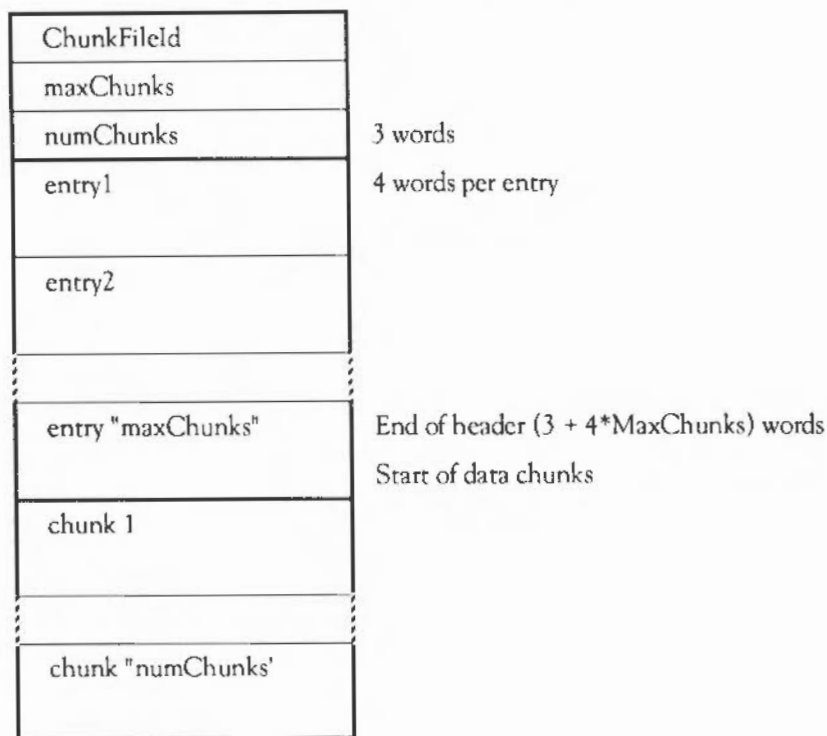 ChunkFileId
maxChunks
numChunks 3 words
entry1 4 words per entry
entry2
entry "maxChunks" End of header (3 + 4*MaxChunks) words
Start of data chunks
chunk 1
chunk "numChunks'